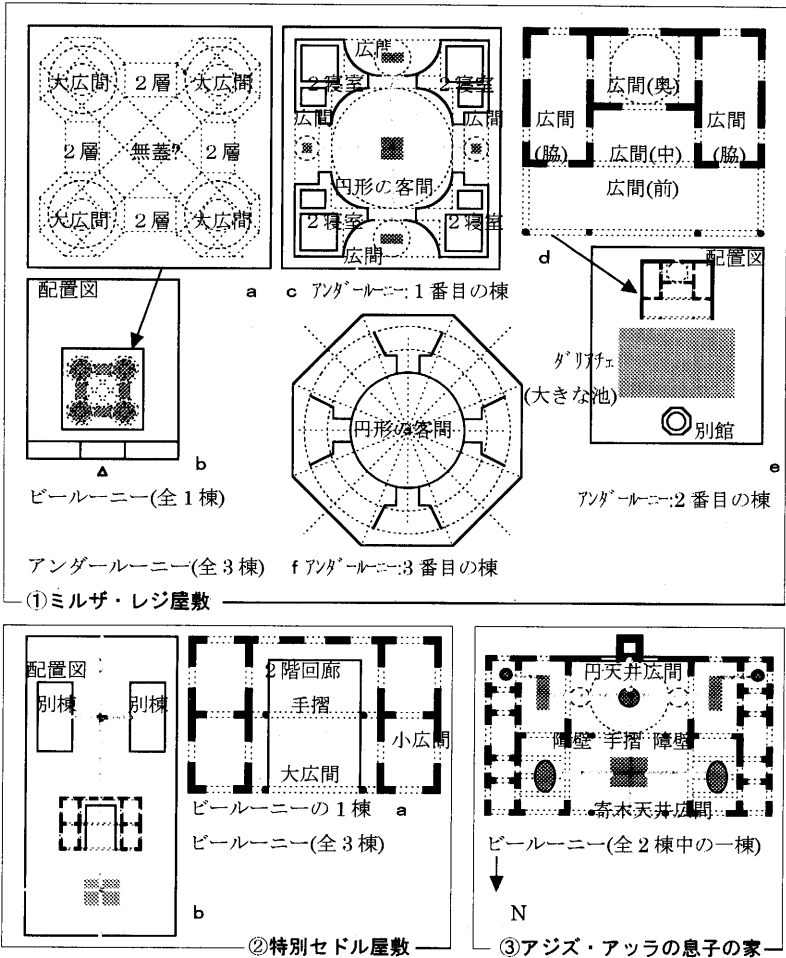 大広間 2層 大広間
2層 無蓋? 2層
大広間 2層 大広間
a
配置図
b
ビールーニー(全1棟)
アンダールーニー(全3棟)
広間
2寝室 2寝室
広間 広間
円形の客間
2寝室 2寝室
広間
c アンダールーニー:1番目の棟
広間(奥)
広間(脇) 広間(中) 広間(脇)
広間(前)
d
配置図
ダリアチェ
(大きな池)
別館
e
アンダールーニー:2番目の棟
円形の客間
f アンダールーニー:3番目の棟
①ミルザ・レジ屋敷
配置図
別棟 別棟
b
2階回廊
手摺
小広間
大広間
ビールーニーの1棟 a
ビールーニー(全3棟)
②特別セドル屋敷
円天井広間
障壁 手摺 障壁
寄木天井広間
ビールーニー(全2棟中の一棟)
N
③アジズ・アッラの息子の家